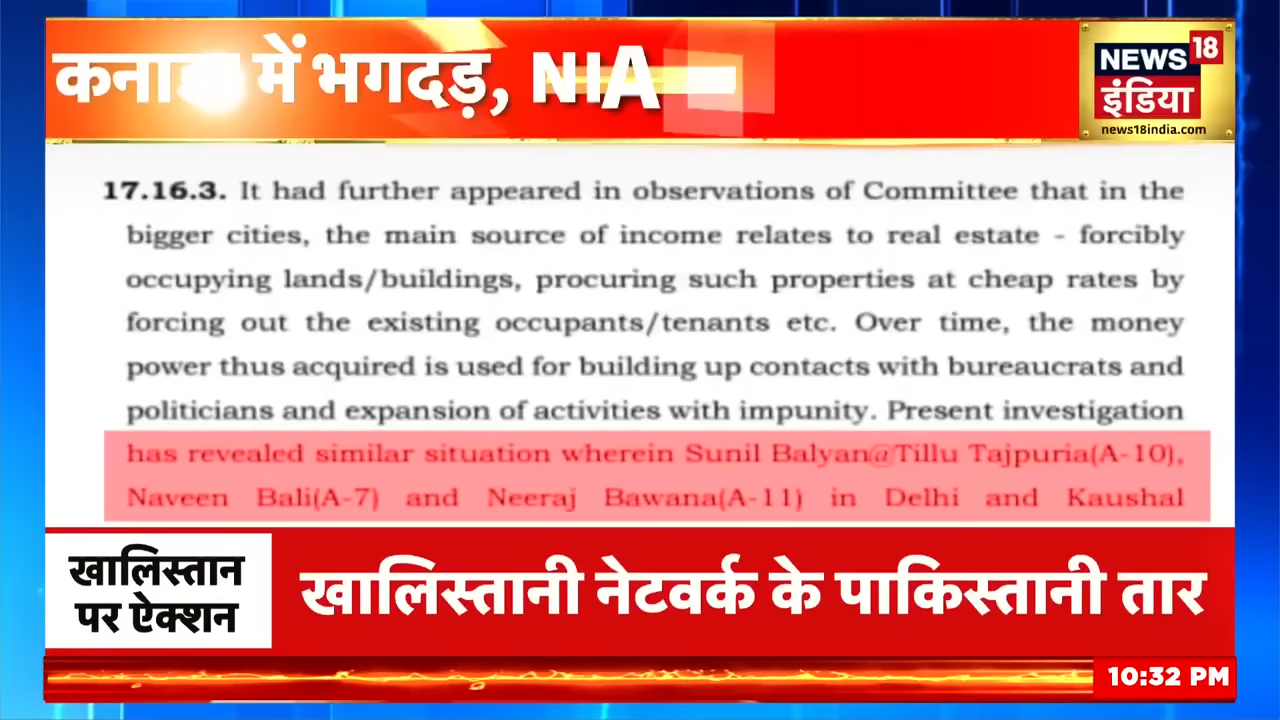 में भगदड़, NIA
NEWS 18
इंडिया
news18india.com
17.16.3. It had further appeared in observations of Committee that in the
bigger cities, the main source of income relates to real estate - forcibly
occupying lands/buildings, procuring such properties at cheap rates by
forcing out the existing occupants/tenants etc. Over time, the money
power thus acquired is used for building up contacts with bureaucrats and
politicians and expansion of activities with impunity. Present investigation
has revealed similar situation wherein Sunil Balyan@Tillu Tajpuria(A-10),
Naveen Bali(A-7) and Neeraj Bawana(A-11) in Delhi and Kaushal
खालिस्तान
पर ऐक्शन
खालिस्तानी नेटवर्क के पाकिस्तानी तार
10:32 PM